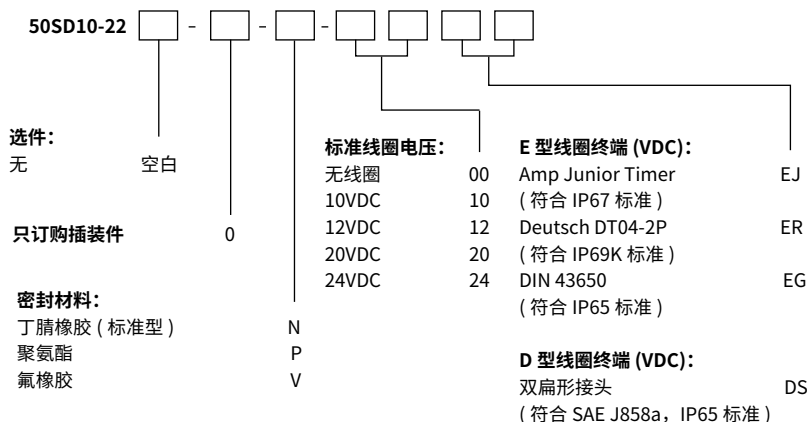 50SD10-22 - - -
选件：
无 空白
只订购插装件 0
密封材料：
丁腈橡胶 ( 标准型 ) N
聚氨酯 P
氟橡胶 V
标准线圈电压：
无线圈 00
10VDC 10
12VDC 12
20VDC 20
24VDC 24
E 型线圈终端 (VDC)：
Amp Junior Timer EJ
( 符合 IP67 标准 )
Deutsch DT04-2P ER
( 符合 IP69K 标准 )
DIN 43650 EG
( 符合 IP65 标准 )
D 型线圈终端 (VDC)：
双扁形接头 DS
( 符合 SAE J858a，IP65 标准 )